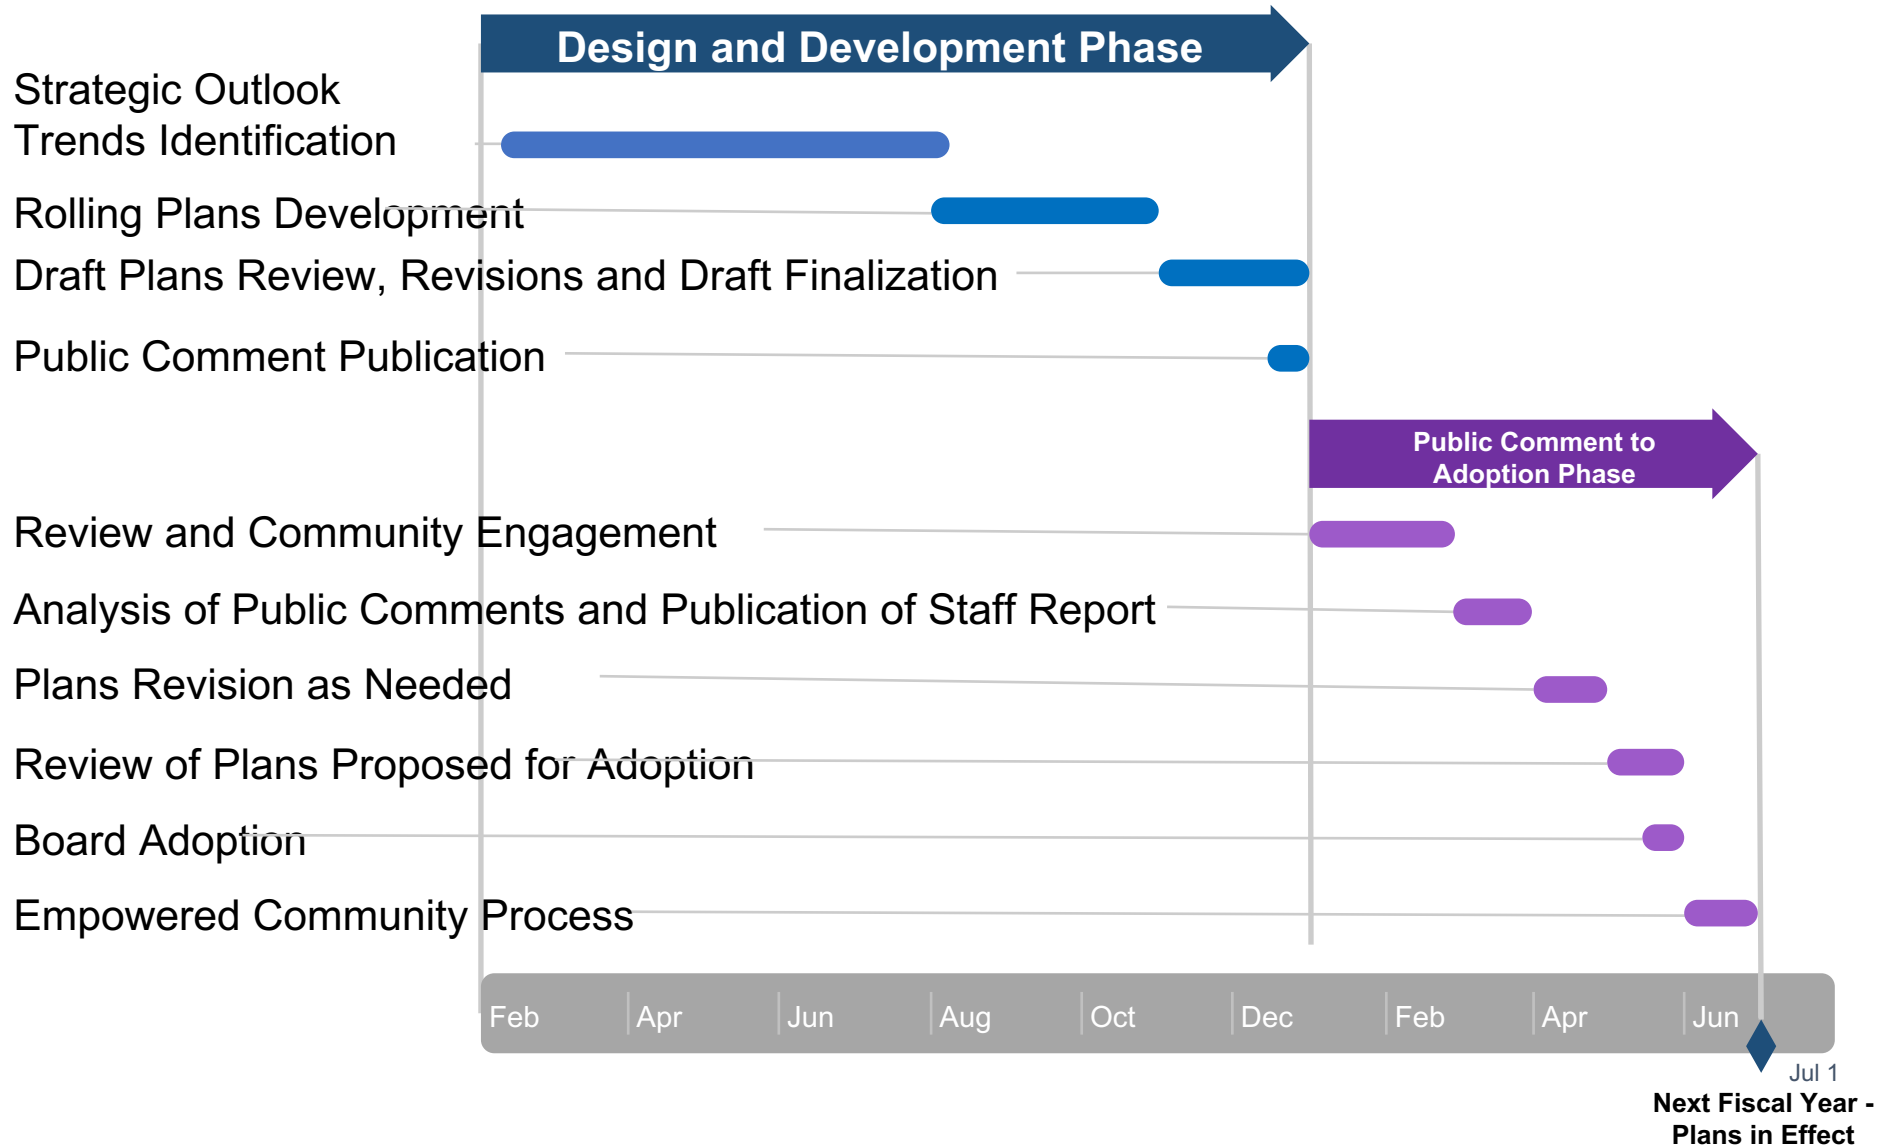 Design and Development Phase
Strategic Outlook
Trends Identification
Rolling Plans Development
Draft Plans Review, Revisions and Draft Finalization
Public Comment Publication
Public Comment to
Adoption Phase
Review and Community Engagement
Analysis of Public Comments and Publication of Staff Report
Plans Revision as Needed
Review of Plans Proposed for Adoption
Board Adoption
Empowered Community Process
Feb Apr Jun Aug Oct Dec Feb Apr Jun
Jul 1
Next Fiscal Year -
Plans in Effect